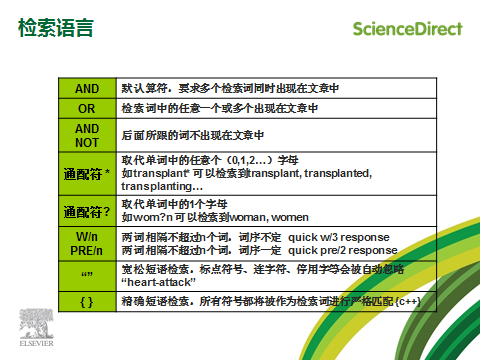 检索语言
ScienceDirect
AND 默认算符，要求多个检索词同时出现在文章中
OR 检索词中的任意一个或多个出现在文章中
AND
NOT
后面所跟的词不出现在文章中
通配符 *
取代单词中的任意个（0,1,2…）字母
如transplant* 可以检索到transplant, transplanted,
transplanting…
通配符?
取代单词中的1个字母
如wom?n 可以检索到woman, women
W/n
PRE/n
两词相隔不超过n个词，词序不定 quick w/3 response
两词相隔不超过n个词，词序一定 quick pre/2 response
“”
宽松短语检索，标点符号、连字符、停用字等会被自动忽略
“heart-attack”
{ } 精确短语检索，所有符号都将被作为检索词进行严格匹配{c++}
ELSEVIER